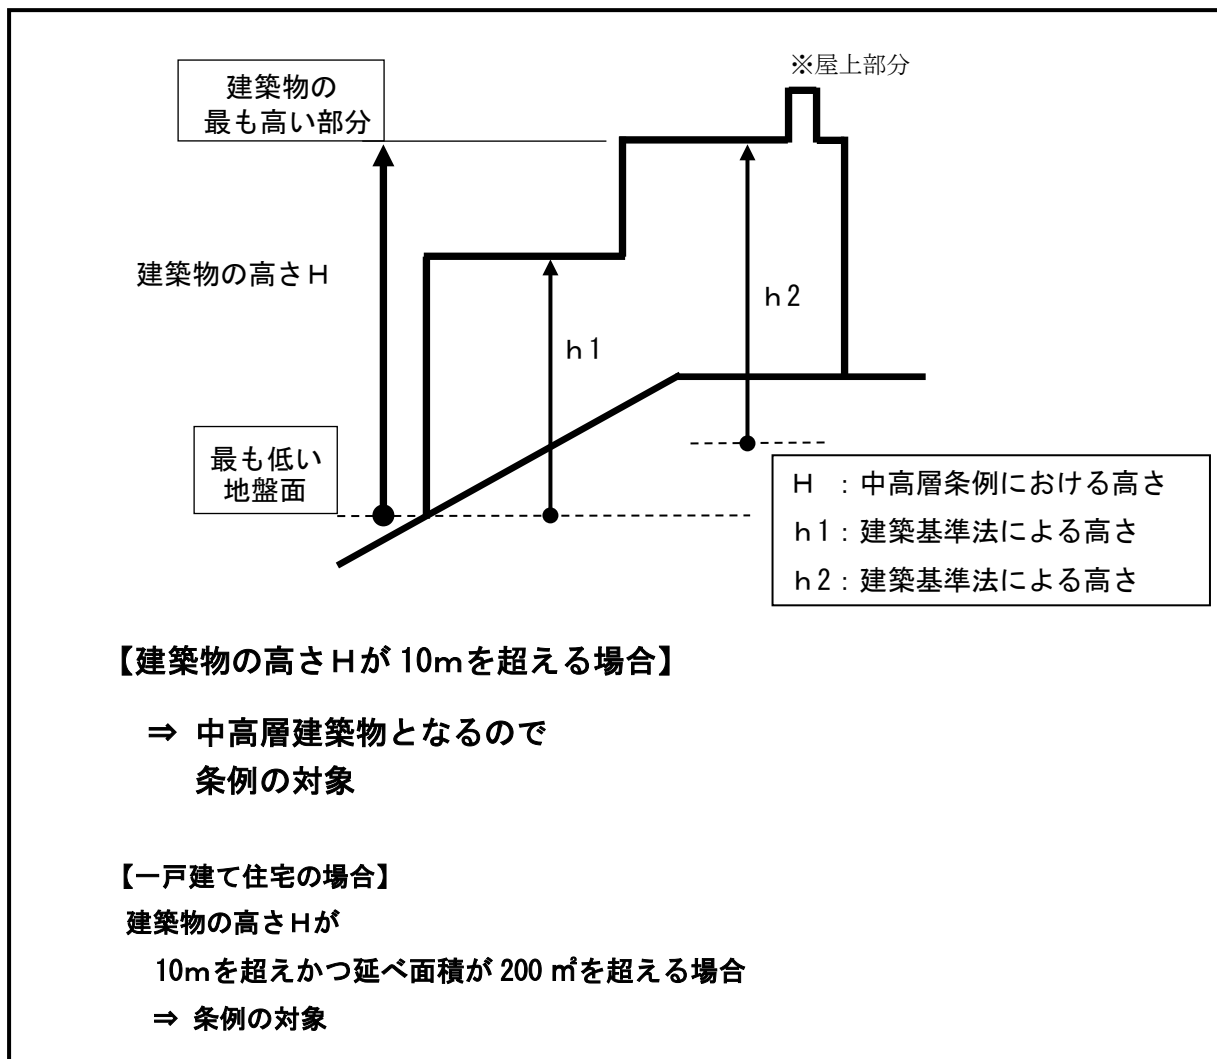 ※屋上部分
建築物の
最も高い部分
建築物の高さH
h2
h1
最も低い
地盤面
H ：中高層条例における高さ
h1：建築基準法による高さ
h2：建築基準法による高さ
【建築物の高さHが 10mを超える場合】
⇒ 中高層建築物となるので
条例の対象
【一戸建て住宅の場合】
建築物の高さHが
10mを超えかつ延べ面積が 200 ㎡を超える場合
⇒ 条例の対象